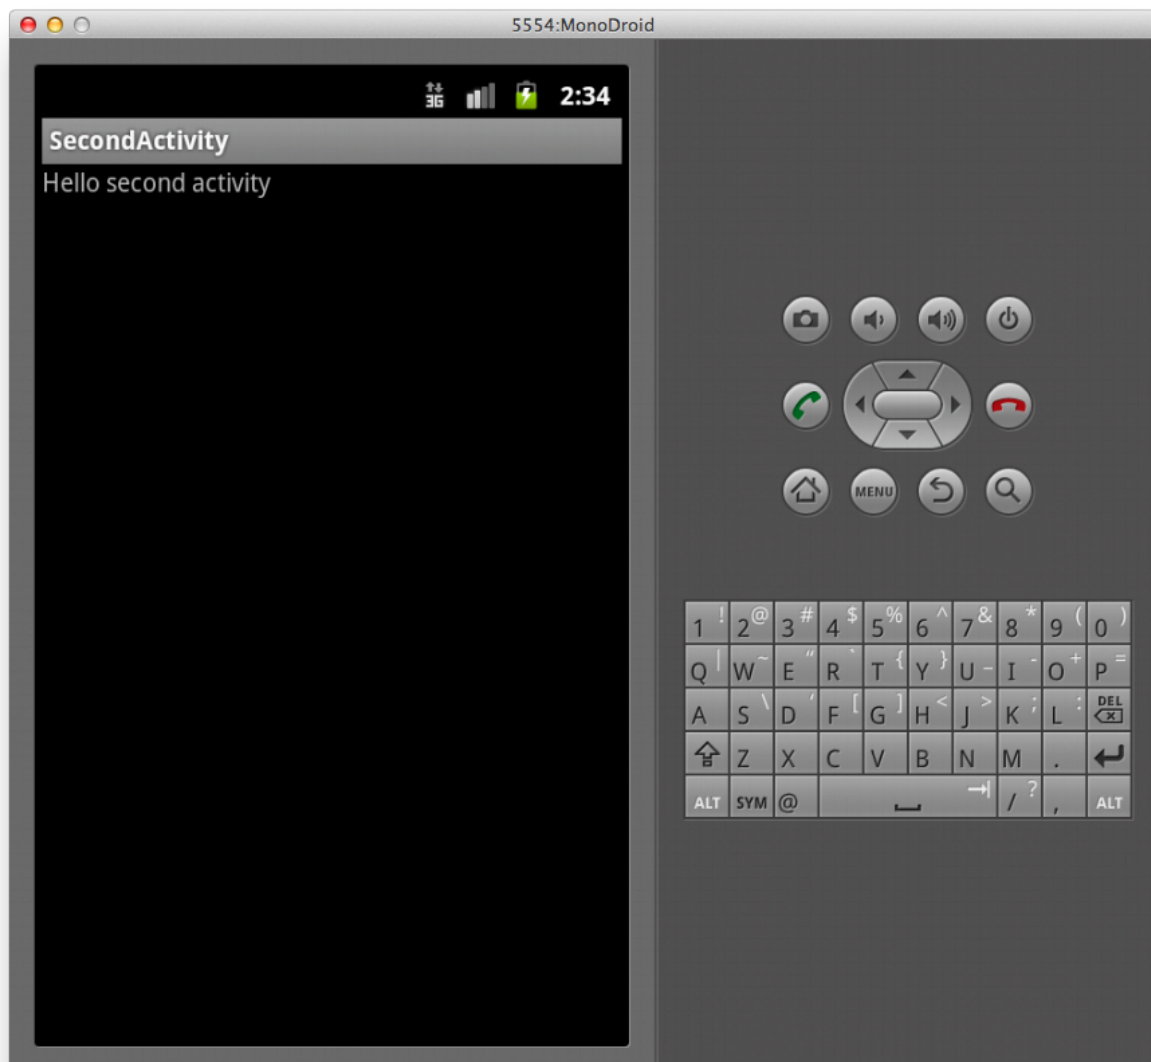 5554:MonoDroid
3G 2:34
SecondActivity
Hello second activity
MENU
1 ! 2 @ 3 # 4 $ 5 % 6 ^ 7 & 8 * 9 ( 0 )
Q | W ~ E " R ` T { Y } U _ I - O + P =
A S \ D ' F [ G ] H < J > K ; L : DEL
Z X C V B N M .
ALT SYM @ / ? , ALT